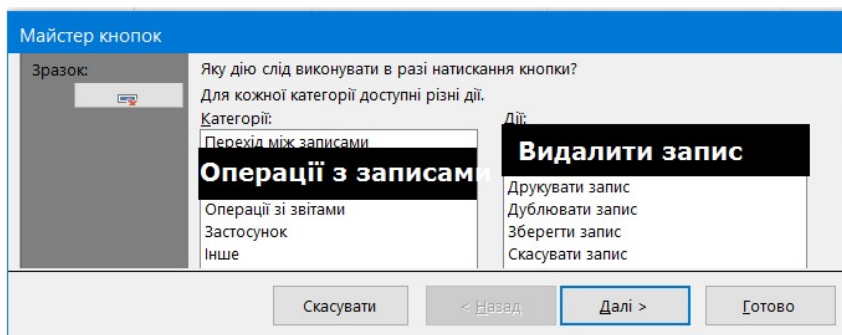 Майстер кнопок
Зразок:
Яку дію слід виконувати в разі натискання кнопки?
Для кожної категорії доступні різні дії.
Категорії:
Перехід між записами
Операції з записами
Операції зі звітами
Застосунок
Інше
Дії:
Видалити запис
Друкувати запис
Дублювати запис
Зберегти запис
Скасувати запис
Скасувати
< Назад
Далі >
Готово